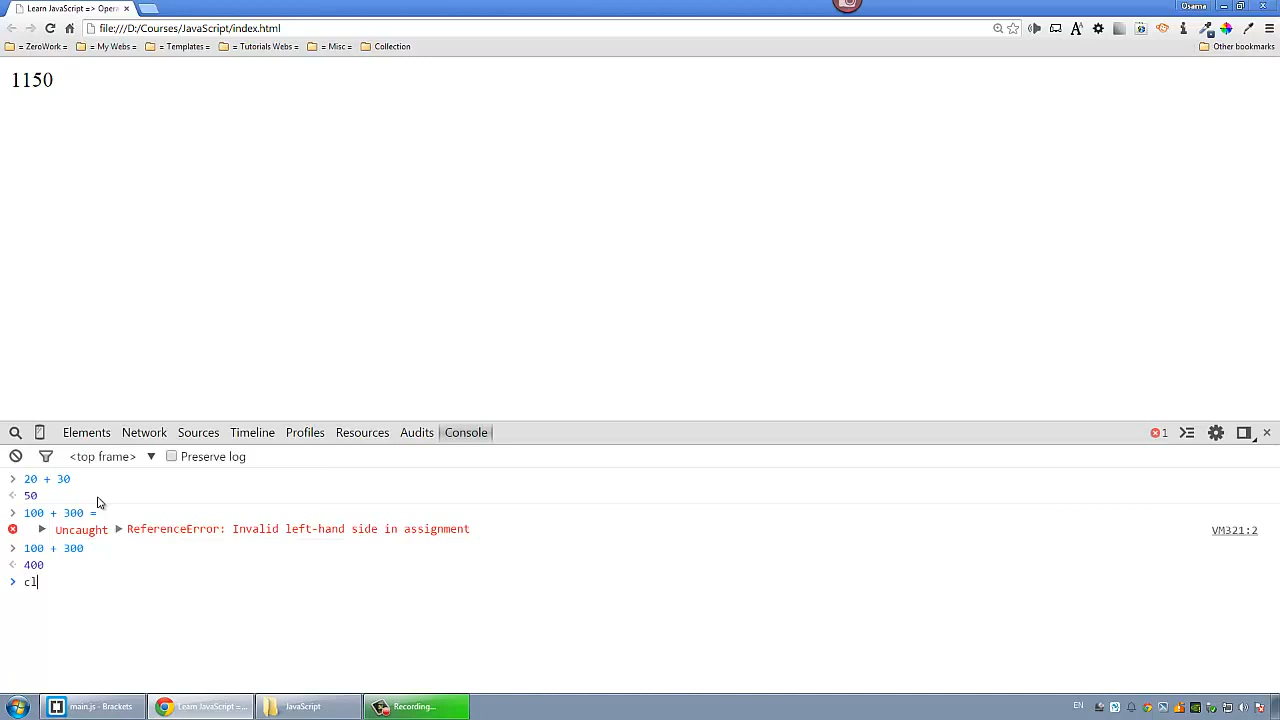 Learn JavaScript => Opera
Osama
file:///D:/Courses/JavaScript/index.html
= ZeroWork =
= My Webs =
= Templates =
= Tutorials Webs =
= Misc =
Collection
Other bookmarks
1150
Elements Network Sources Timeline Profiles Resources Audits Console
1
<top frame> Preserve log
20 + 30
50
100 + 300 =
Uncaught ReferenceError: Invalid left-hand side in assignment
VM321:2
100 + 300
400
cl
main.js - Brackets
Learn JavaScript =...
JavaScript
Recording...
EN